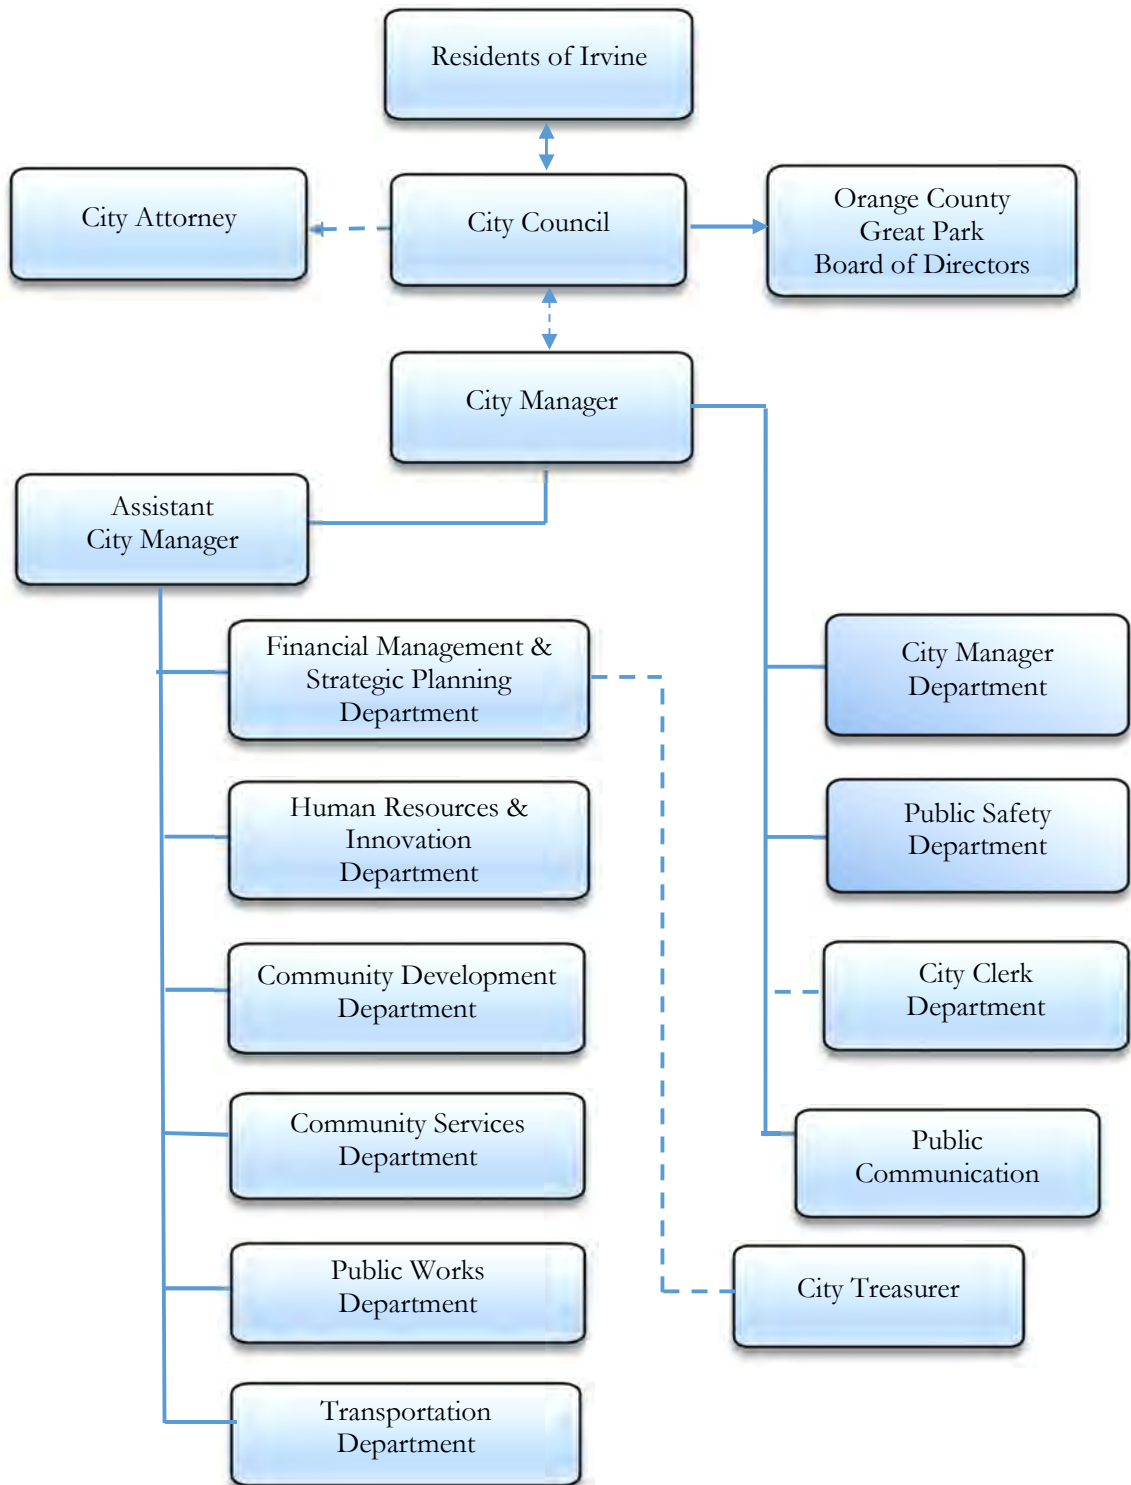 Residents of Irvine
City Attorney
City Council
Orange County
Great Park
Board of Directors
City Manager
Assistant
City Manager
Financial Management &
Strategic Planning
Department
Human Resources &
Innovation
Department
Community Development
Department
Community Services
Department
Public Works
Department
Transportation
Department
City Manager
Department
Public Safety
Department
City Clerk
Department
Public
Communication
City Treasurer